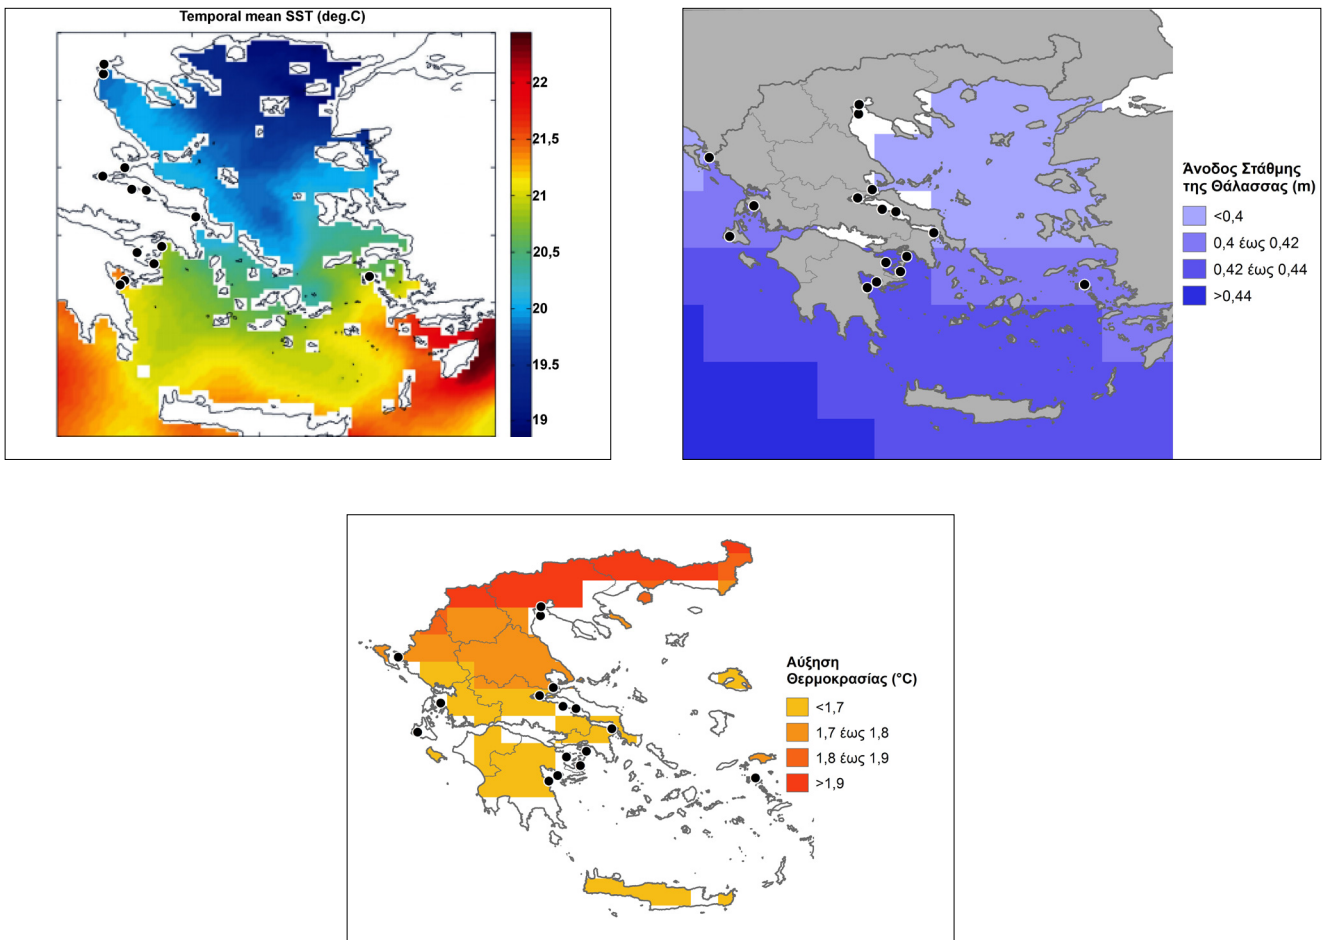 Temporal mean SST (deg.C)
22
21,5
21
20,5
20
19.5
19
Άνοδος Στάθμης
της Θάλασσας (m)
<0,4
0,4 έως 0,42
0,42 έως 0,44
>0,44
Αύξηση
Θερμοκρασίας (°C)
<1,7
1,7 έως 1,8
1,8 έως 1,9
>1,9